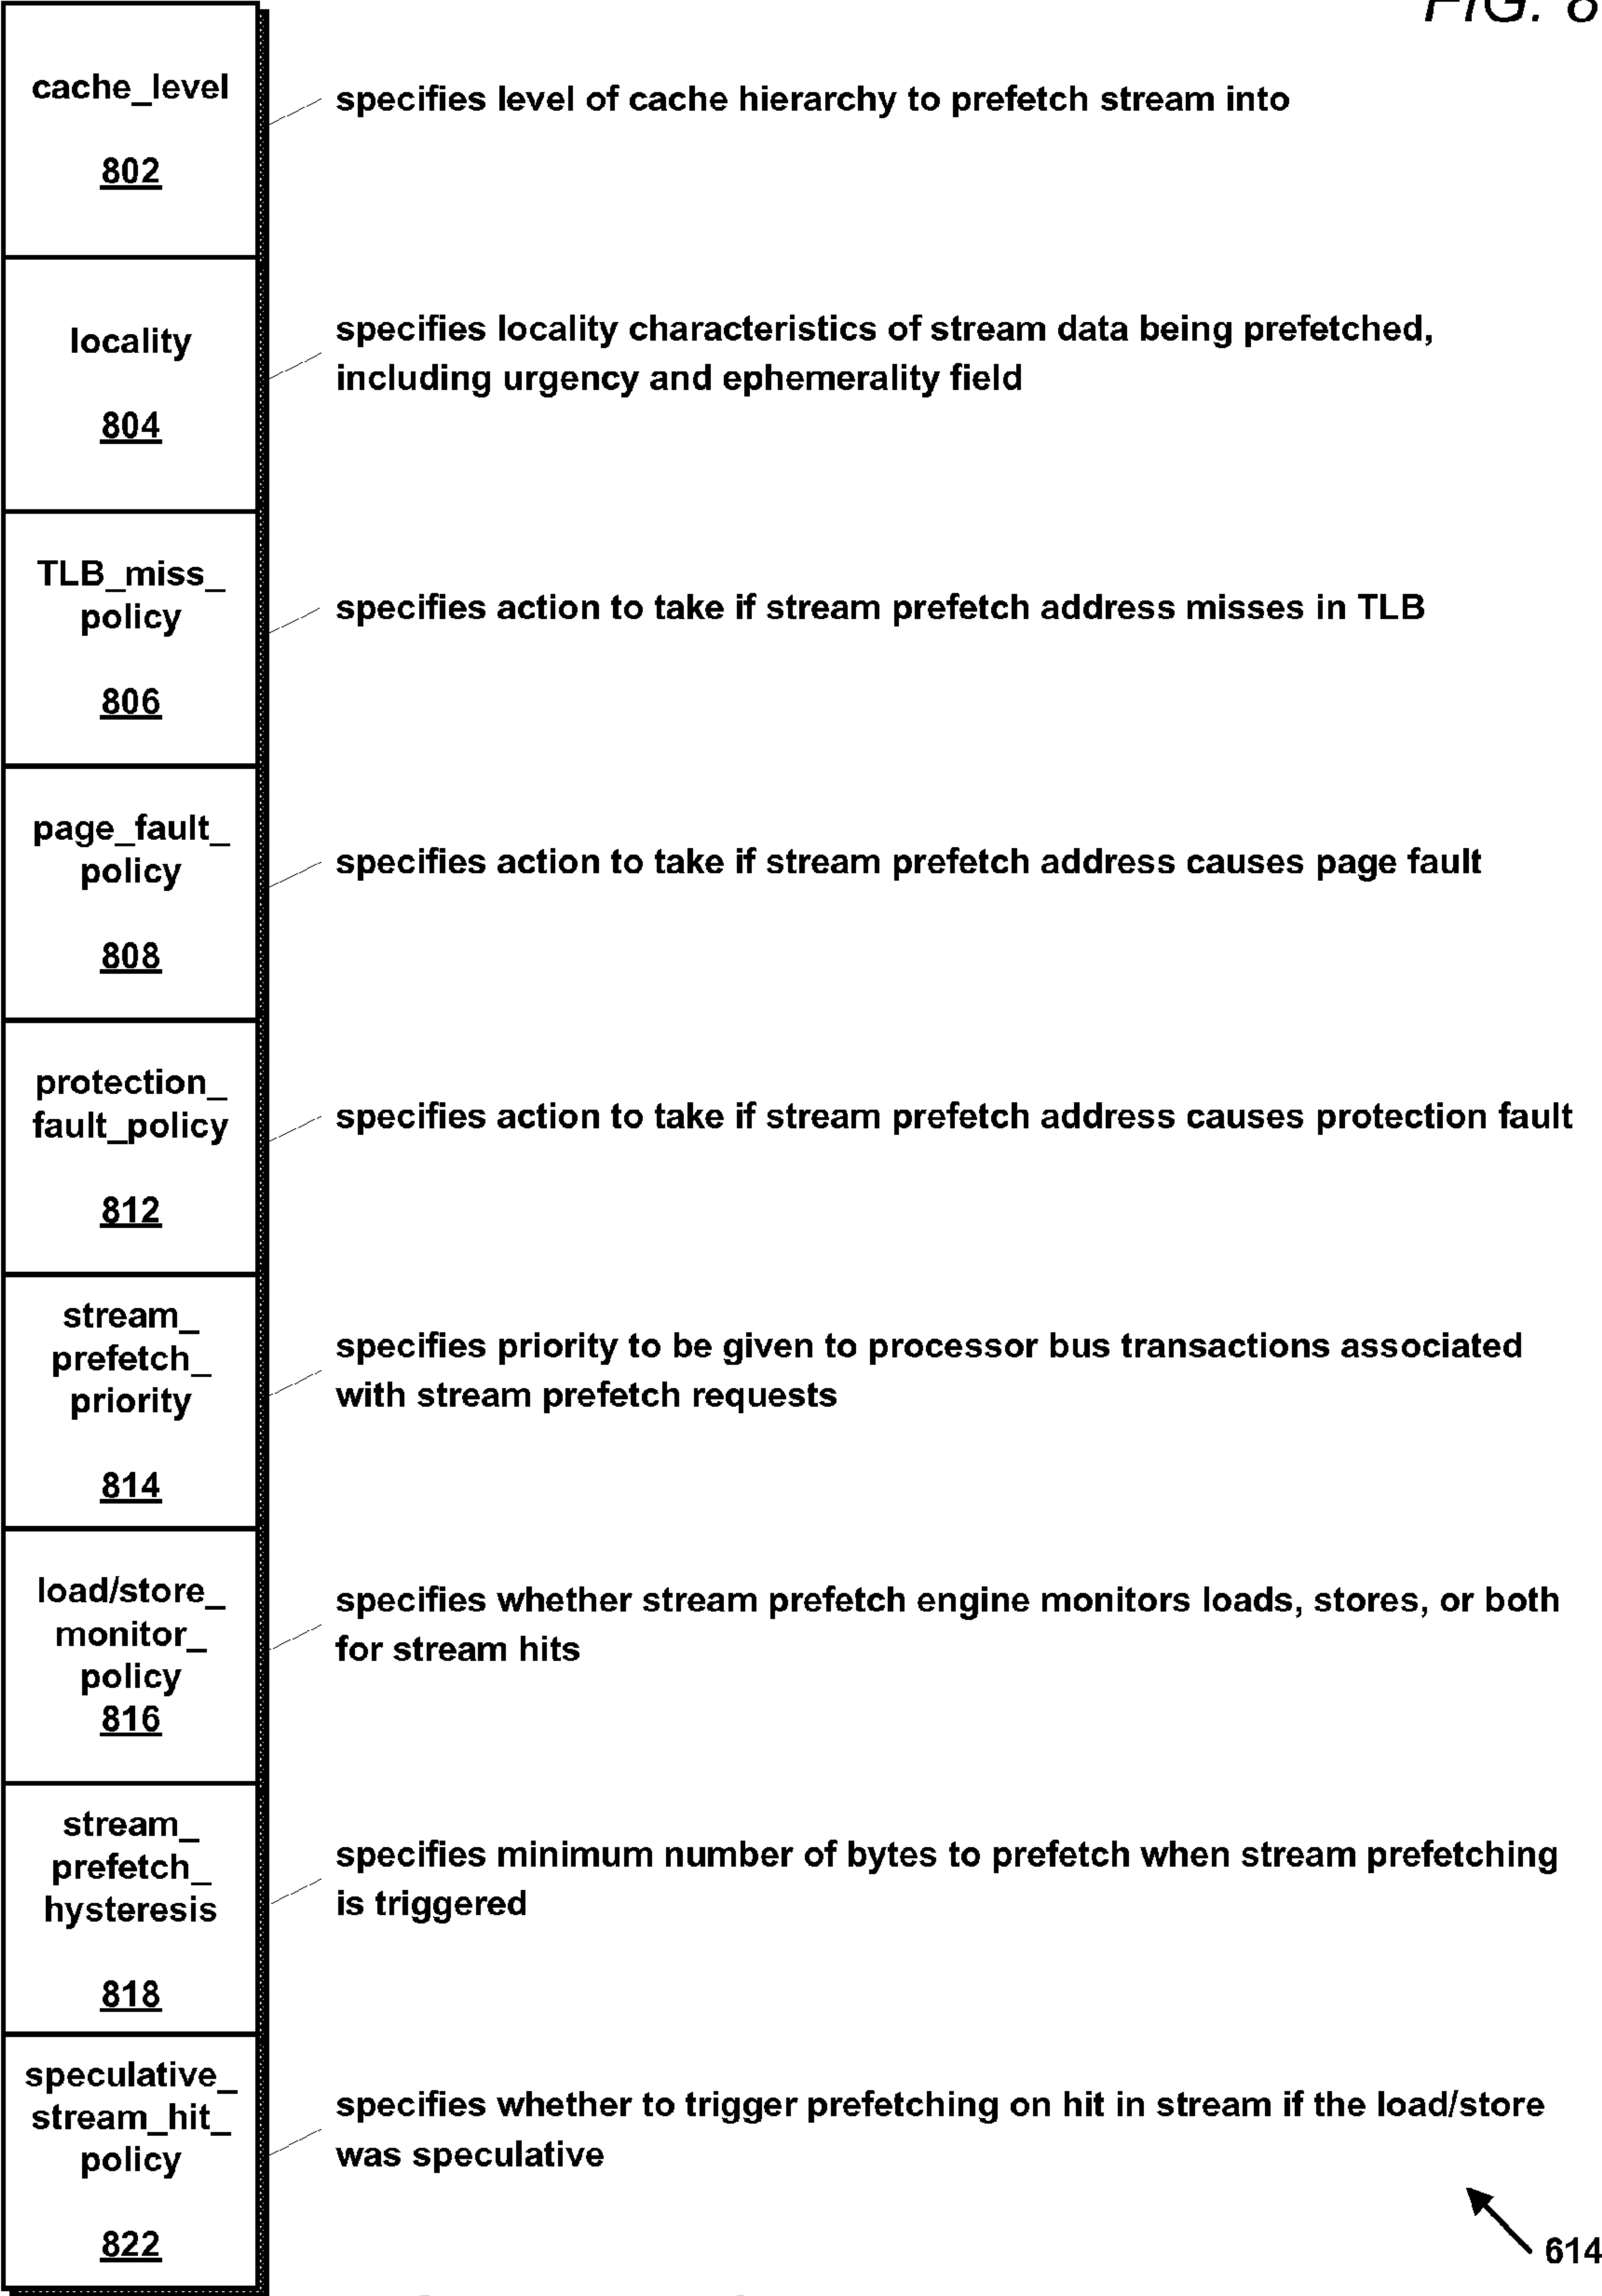 FIG. 8
cache_level
802
specifies level of cache hierarchy to prefetch stream into
locality
804
specifies locality characteristics of stream data being prefetched,
including urgency and ephemerality field
TLB_miss_
policy
806
specifies action to take if stream prefetch address misses in TLB
page_fault_
policy
808
specifies action to take if stream prefetch address causes page fault
protection_
fault_policy
812
specifies action to take if stream prefetch address causes protection fault
stream_
prefetch_
priority
814
specifies priority to be given to processor bus transactions associated
with stream prefetch requests
load/store_
monitor_
policy
816
specifies whether stream prefetch engine monitors loads, stores, or both
for stream hits
stream_
prefetch_
hysteresis
818
specifies minimum number of bytes to prefetch when stream prefetching
is triggered
speculative_
stream_hit_
policy
822
specifies whether to trigger prefetching on hit in stream if the load/store
was speculative
614